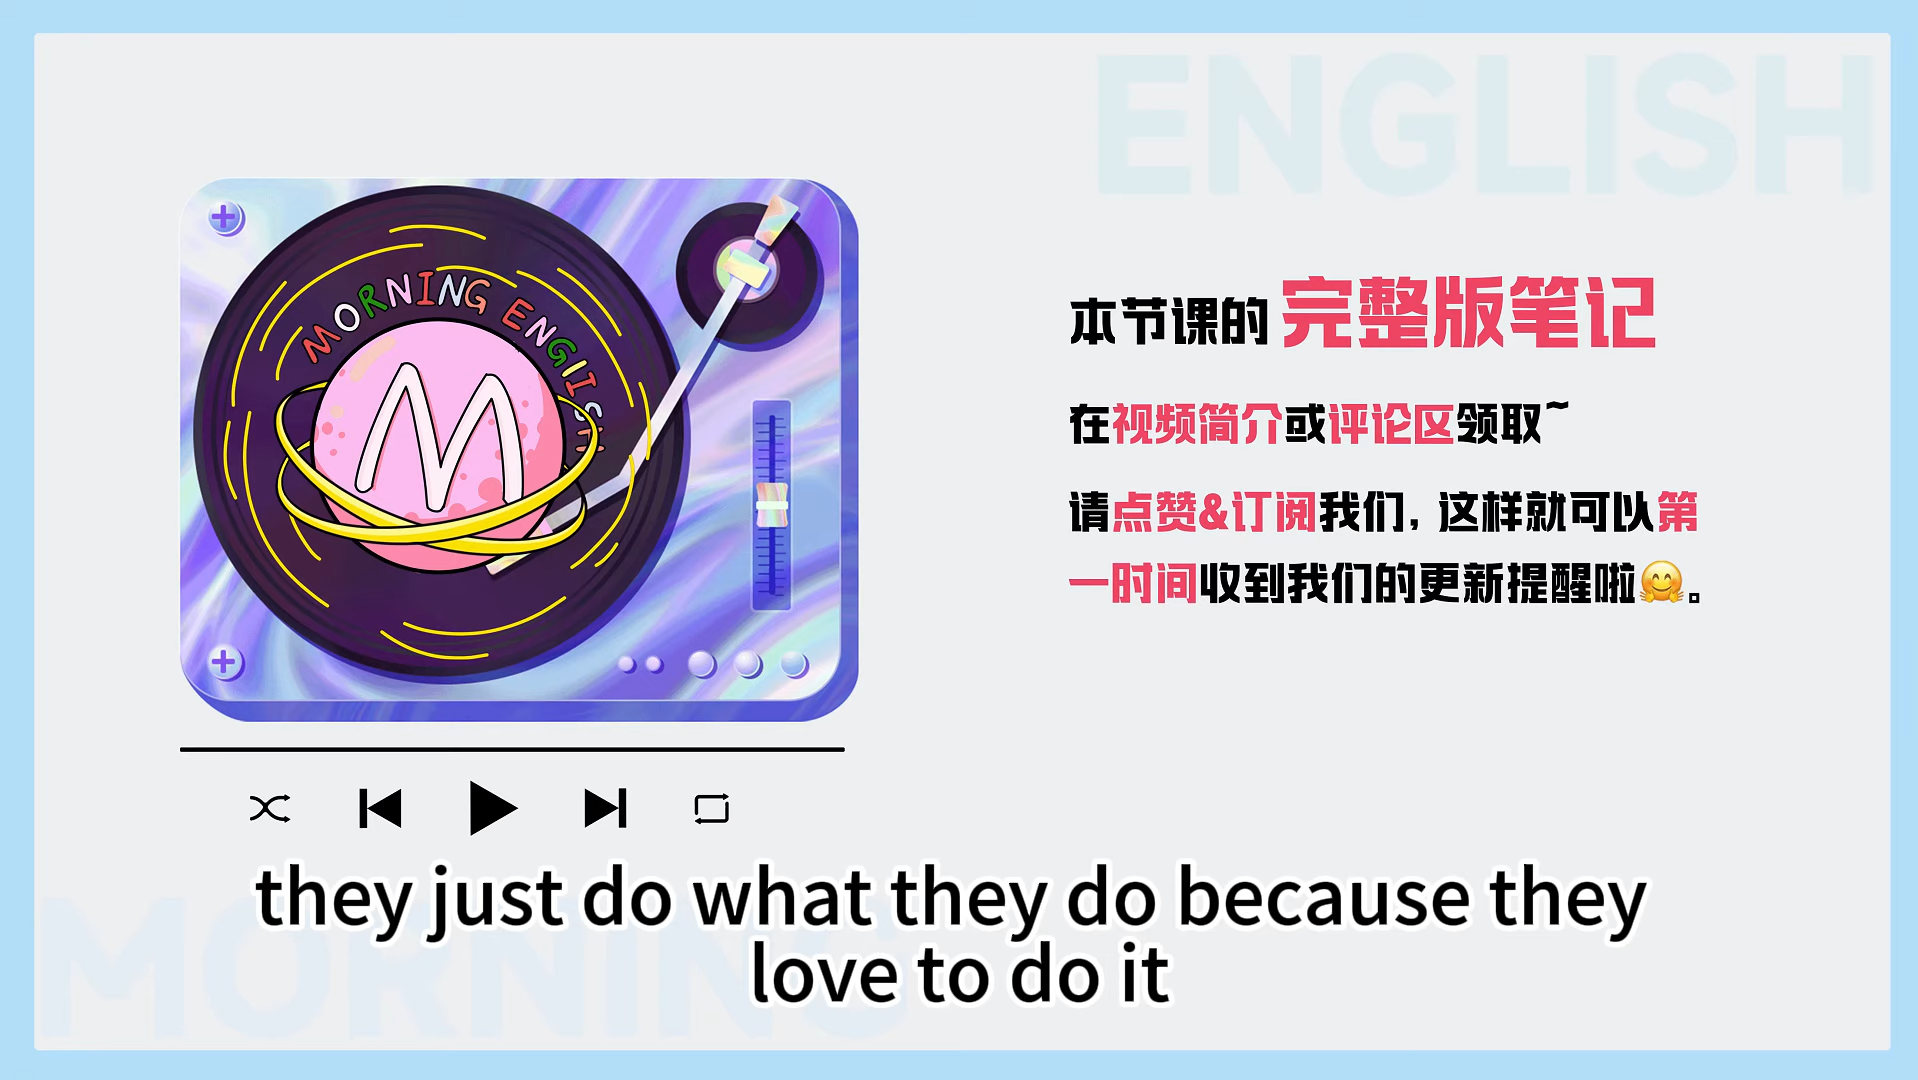 ENGLISH
MORNING ENGLISH
M
本节课的完整版笔记
在视频简介或评论区领取~
请点赞&订阅我们，这样就可以第
一时间收到我们的更新提醒啦🤗。
MORNING
they just do what they do because they
love to do it